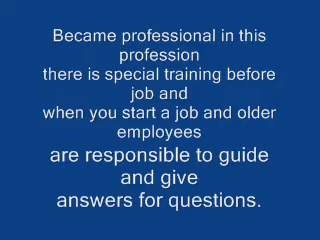 Became professional in this
profession
there is special training before
job and
when you start a job and older
employees
are responsible to guide
and give
answers for questions.